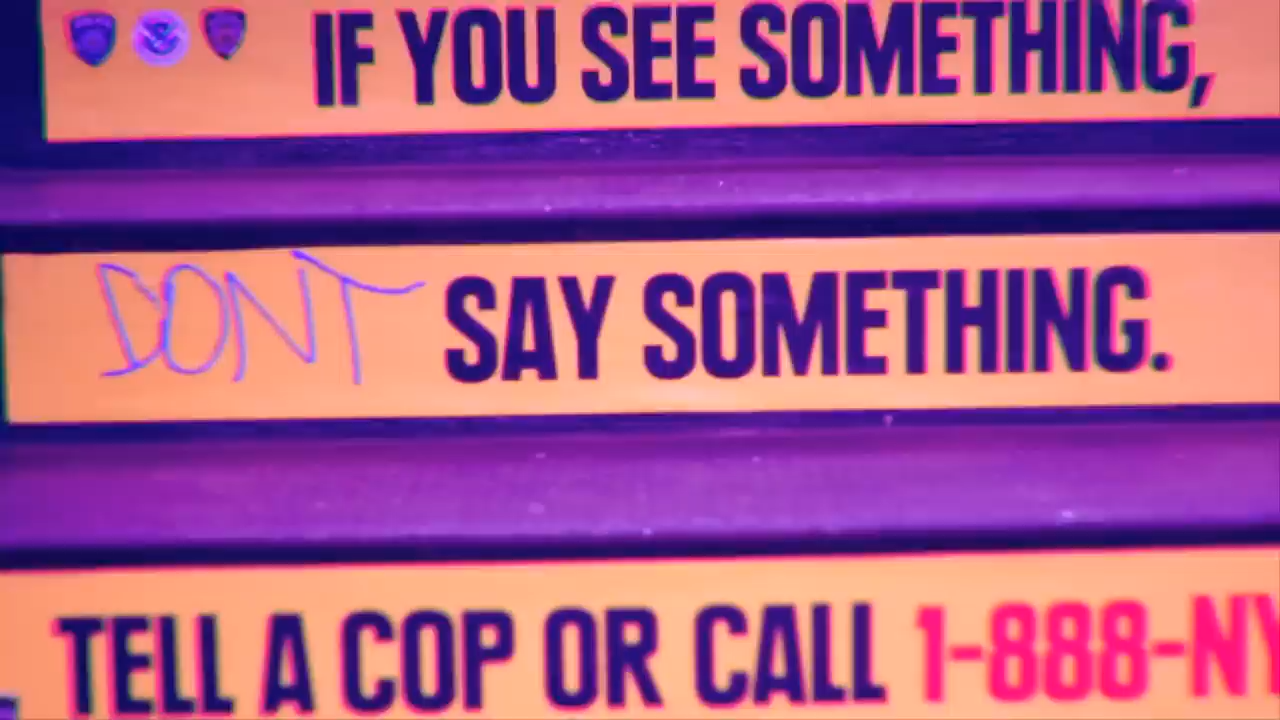 IF YOU SEE SOMETHING,
DONT SAY SOMETHING.
TELL A COP OR CALL 1-888-NY